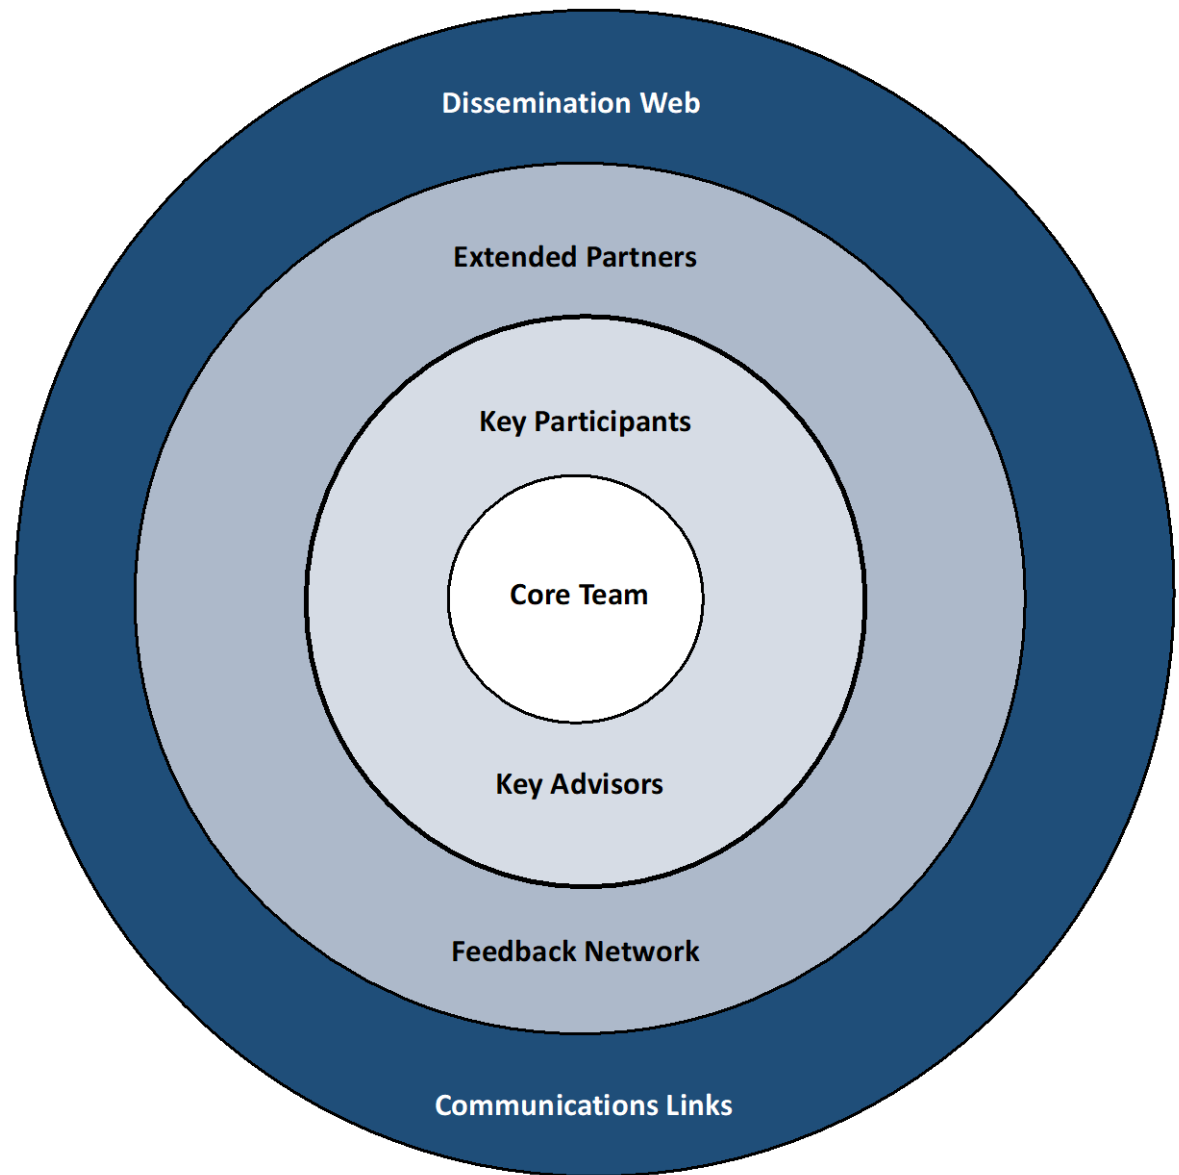 Dissemination Web
Extended Partners
Key Participants
Core Team
Key Advisors
Feedback Network
Communications Links